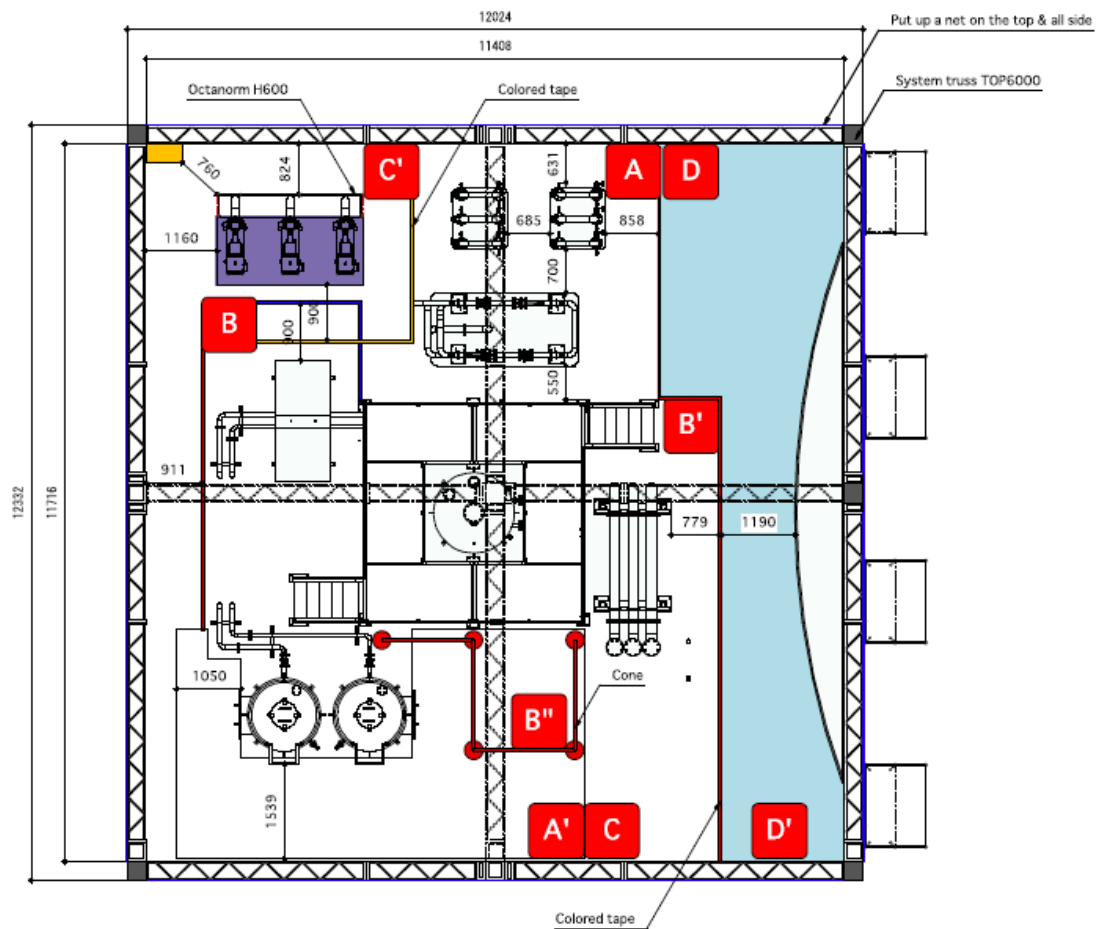 12024
Put up a net on the top & all side
11408
System truss TOP6000
Octanorm H600
Colored tape
C'
A
D
760
824
631
685
858
1160
700
B
900
900
550
B'
911
12332
11716
779
1190
1050
Cone
B"
1539
A'
C
D'
Colored tape